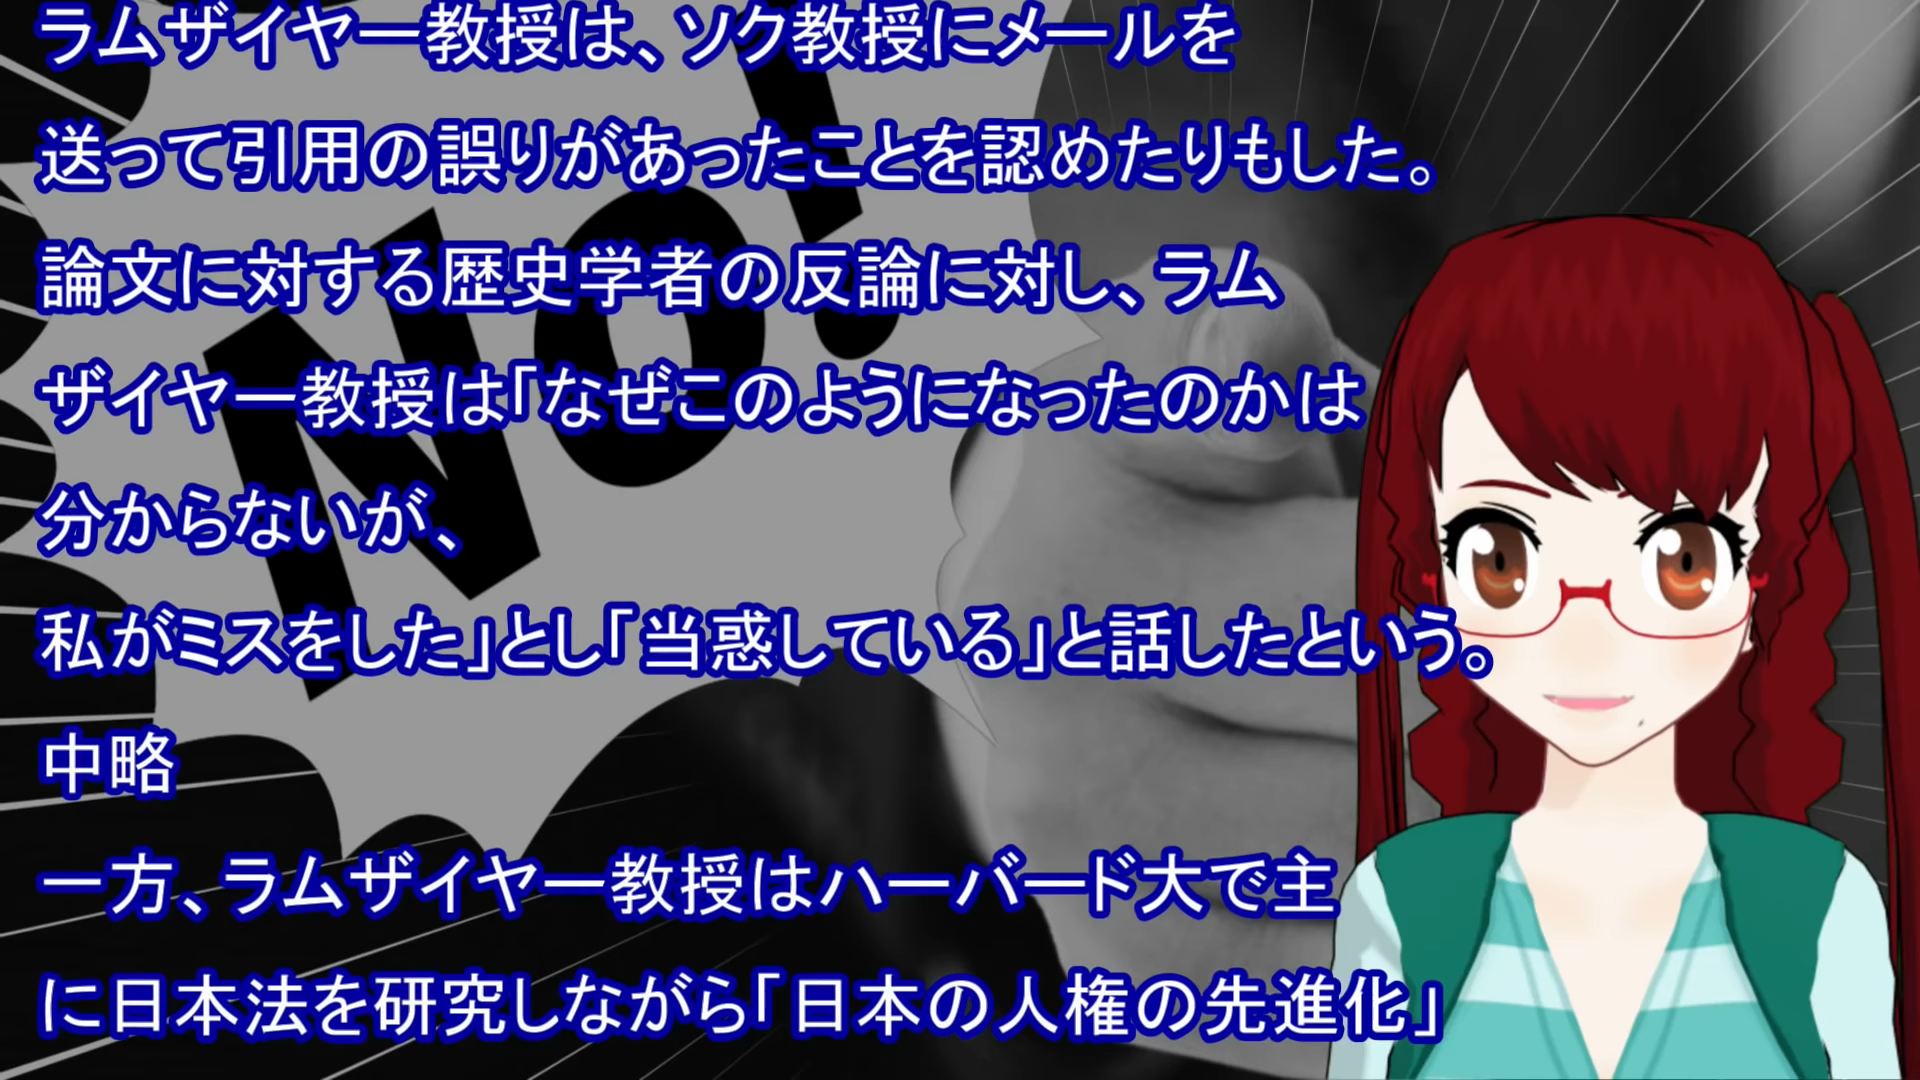 ラムザイヤー教授は、ソク教授にメールを
送って引用の誤りがあったことを認めたりもした。
論文に対する歴史学者の反論に対し、ラム
ザイヤー教授は｢なぜこのようになったのかは
分からないが、
私がミスをした｣とし｢当惑している｣と話したという。
中略
一方、ラムザイヤー教授はハーバード大で主
に日本法を研究しながら｢日本の人権の先進化｣
No!